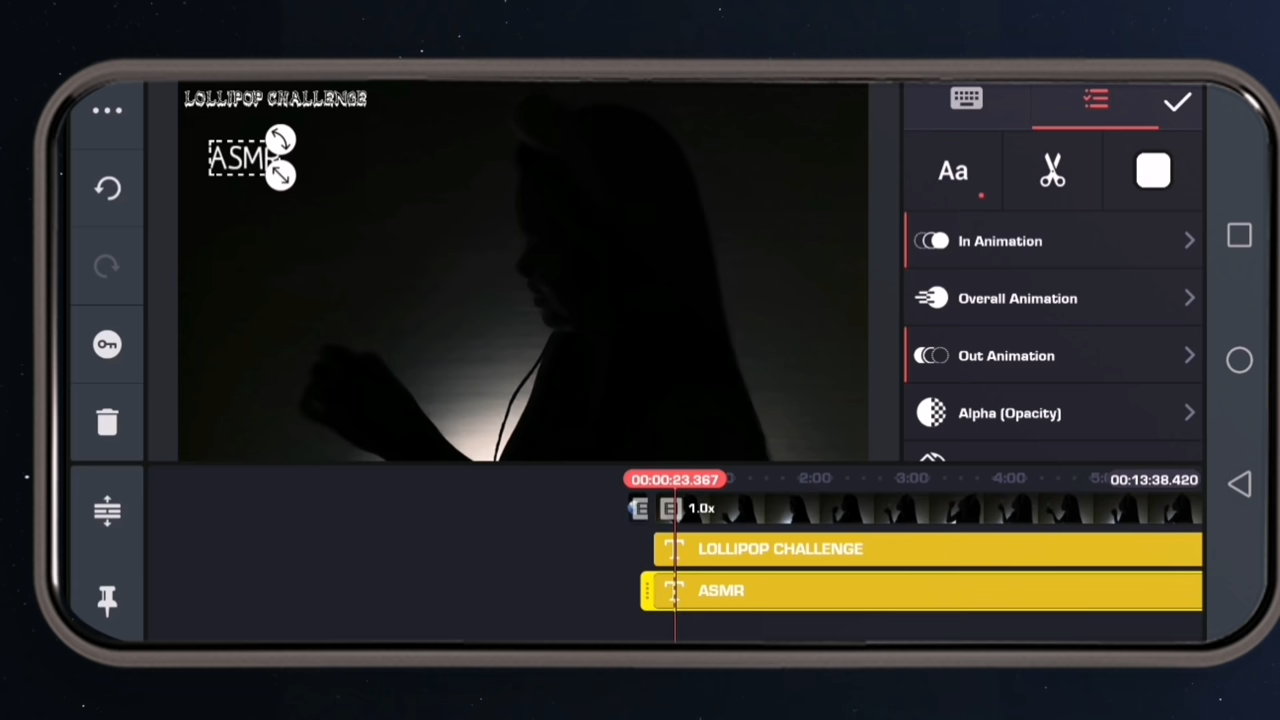 LOLLIPOP CHALLENGE
ASMR
Aa
In Animation
Overall Animation
Out Animation
Alpha (Opacity)
00:00:23.367
2:00
3:00
4:00
00:13:38.420
1.0x
LOLLIPOP CHALLENGE
ASMR